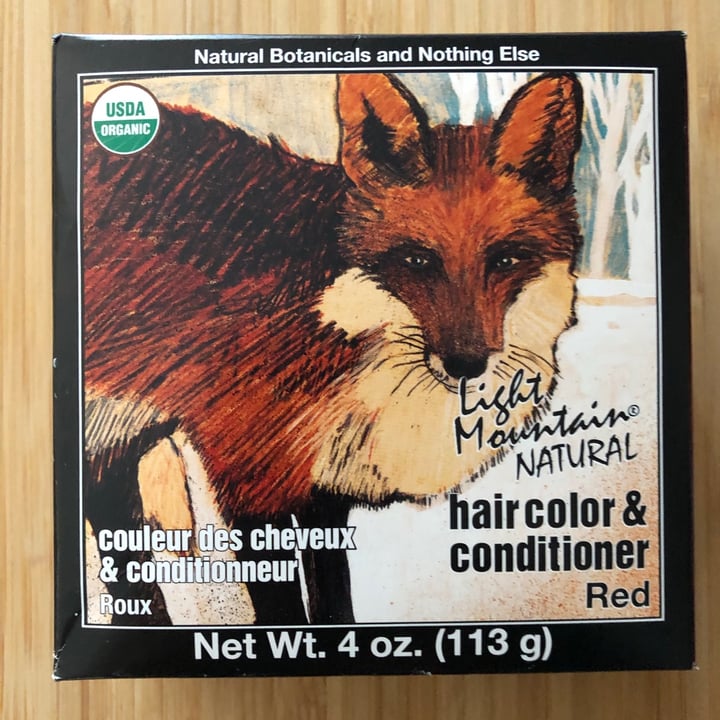 Natural Botanicals and Nothing Else
USDA
ORGANIC
Light
Mountain®
NATURAL
hair color &
conditioner
Red
couleur des cheveux
& conditionneur
Roux
Net Wt. 4 oz. (113 g)